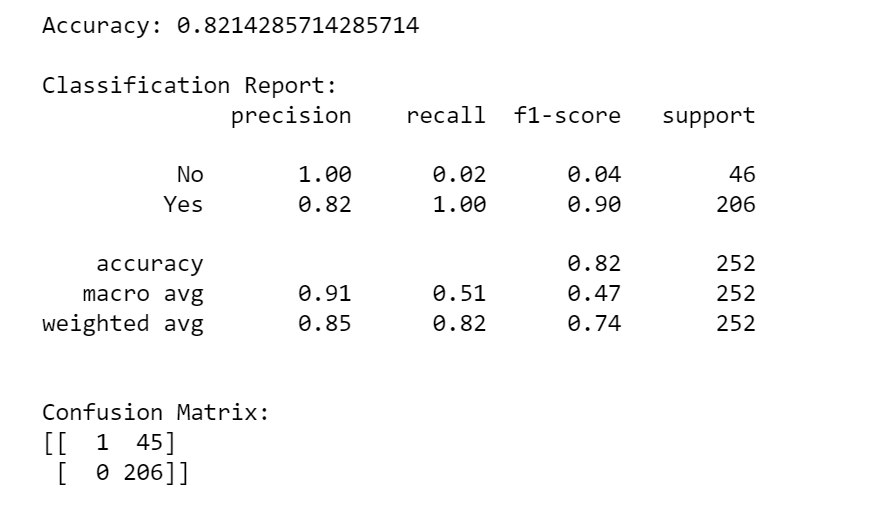 Accuracy: 0.8214285714285714
Classification Report:
precision recall f1-score support
No 1.00 0.02 0.04 46
Yes 0.82 1.00 0.90 206
accuracy 0.82 252
macro avg 0.91 0.51 0.47 252
weighted avg 0.85 0.82 0.74 252
Confusion Matrix:
[[ 1 45]
[ 0 206]]